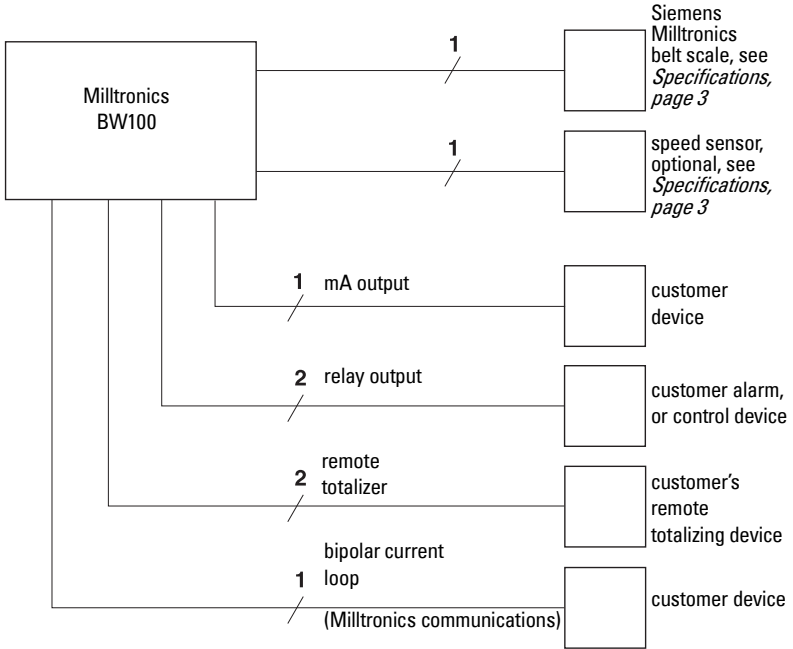 Milltronics
BW100
1
Siemens
Milltronics
belt scale, see
Specifications,
page 3
1
speed sensor,
optional, see
Specifications,
page 3
1
mA output
customer
device
2
relay output
customer alarm,
or control device
2
remote
totalizer
customer's
remote
totalizing device
1
bipolar current
loop
(Milltronics communications)
customer device